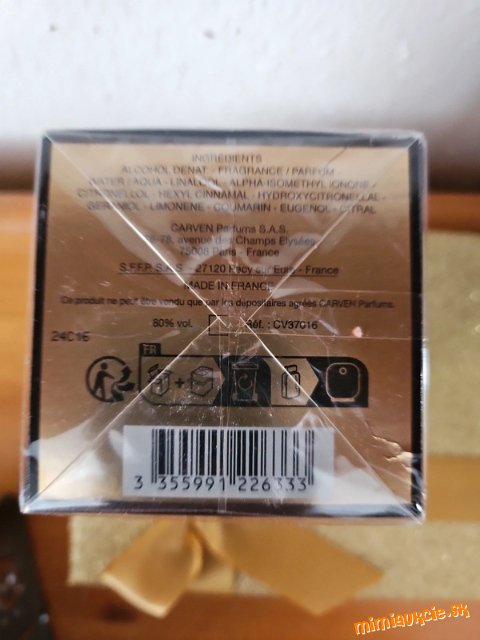 INGREDIENTS
ALCOHOL DENAT - FRAGRANCE / PARFUM -
WATER / AQUA - LINALOOL - ALPHA-ISOMETHYL IONONE -
CITRONELLOL - HEXYL CINNAMAL - HYDROXYCITRONELLAL -
GERANIOL - LIMONENE - COUMARIN - EUGENOL - CITRAL
CARVEN Parfums S.A.S.
avenue des Champs Elysées
75008 Paris - France
S.F.F.P. S.A.S. - 27120 Pacy sur Eure - France
MADE IN FRANCE
Ce produit ne peut être vendu que par les dépositaires agréés CARVEN Parfums.
80% vol. Réf. : CV37016
24C16
FR
3 355991 226333
mimiaukcie.sk